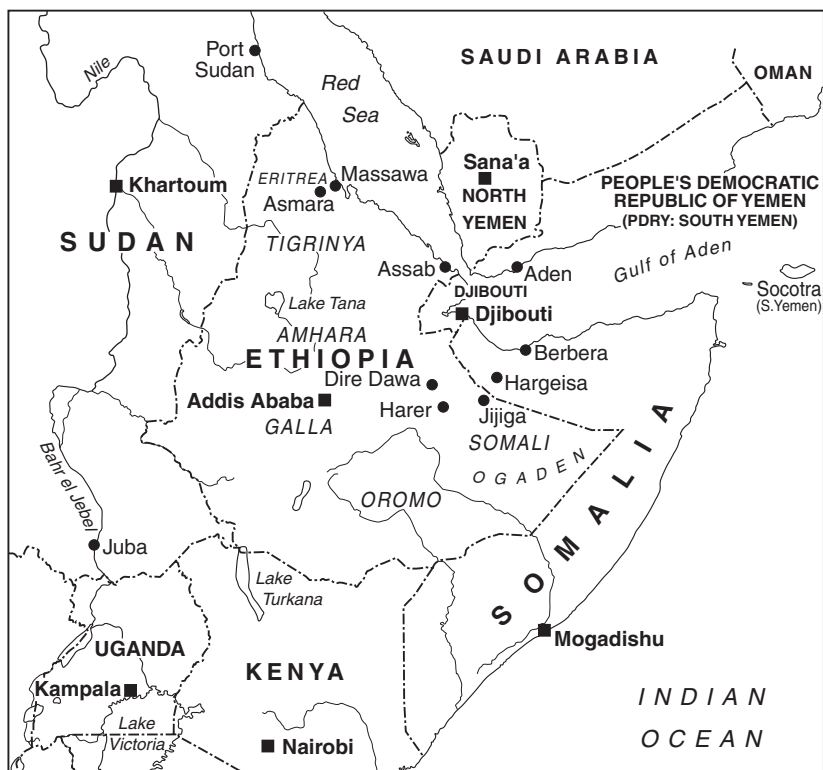 Port
Sudan
SAUDI ARABIA
OMAN
Nile
Red
Sea
Sana'a
NORTH
YEMEN
Khartoum
ERITREA
Massawa
Asmara
PEOPLE'S DEMOCRATIC
REPUBLIC OF YEMEN
(PDRY: SOUTH YEMEN)
SUDAN
TIGRINYA
Assab
Aden
Gulf of Aden
Socotra
(S.Yemen)
DJIBOUTI
Djibouti
Lake Tana
AMHARA
ETHIOPIA
Berbera
Dire Dawa
Hargeisa
Addis Ababa
Harer
Jijiga
GALLA
SOMALI
OGADEN
SOMALIA
Bahr el Jebel
OROMO
Juba
Lake
Turkana
UGANDA
KENYA
Mogadishu
Kampala
INDIAN
OCEAN
Lake
Victoria
Nairobi